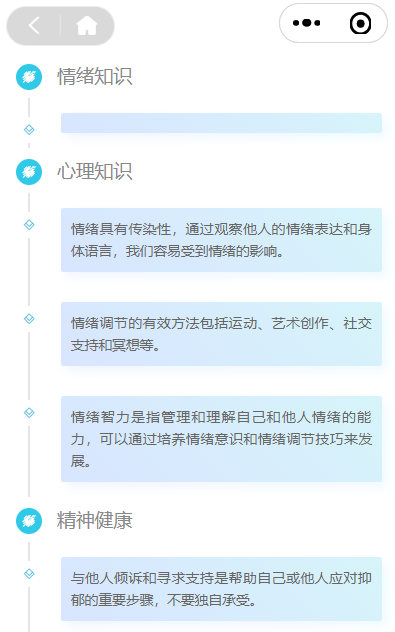 情绪知识
心理知识
情绪具有传染性，通过观察他人的情绪表达和身
体语言，我们容易受到情绪的影响。
情绪调节的有效方法包括运动、艺术创作、社交
支持和冥想等。
情绪智力是指管理和理解自己和他人情绪的能
力，可以通过培养情绪意识和情绪调节技巧来发
展。
精神健康
与他人倾诉和寻求支持是帮助自己或他人应对抑
郁的重要步骤，不要独自承受。